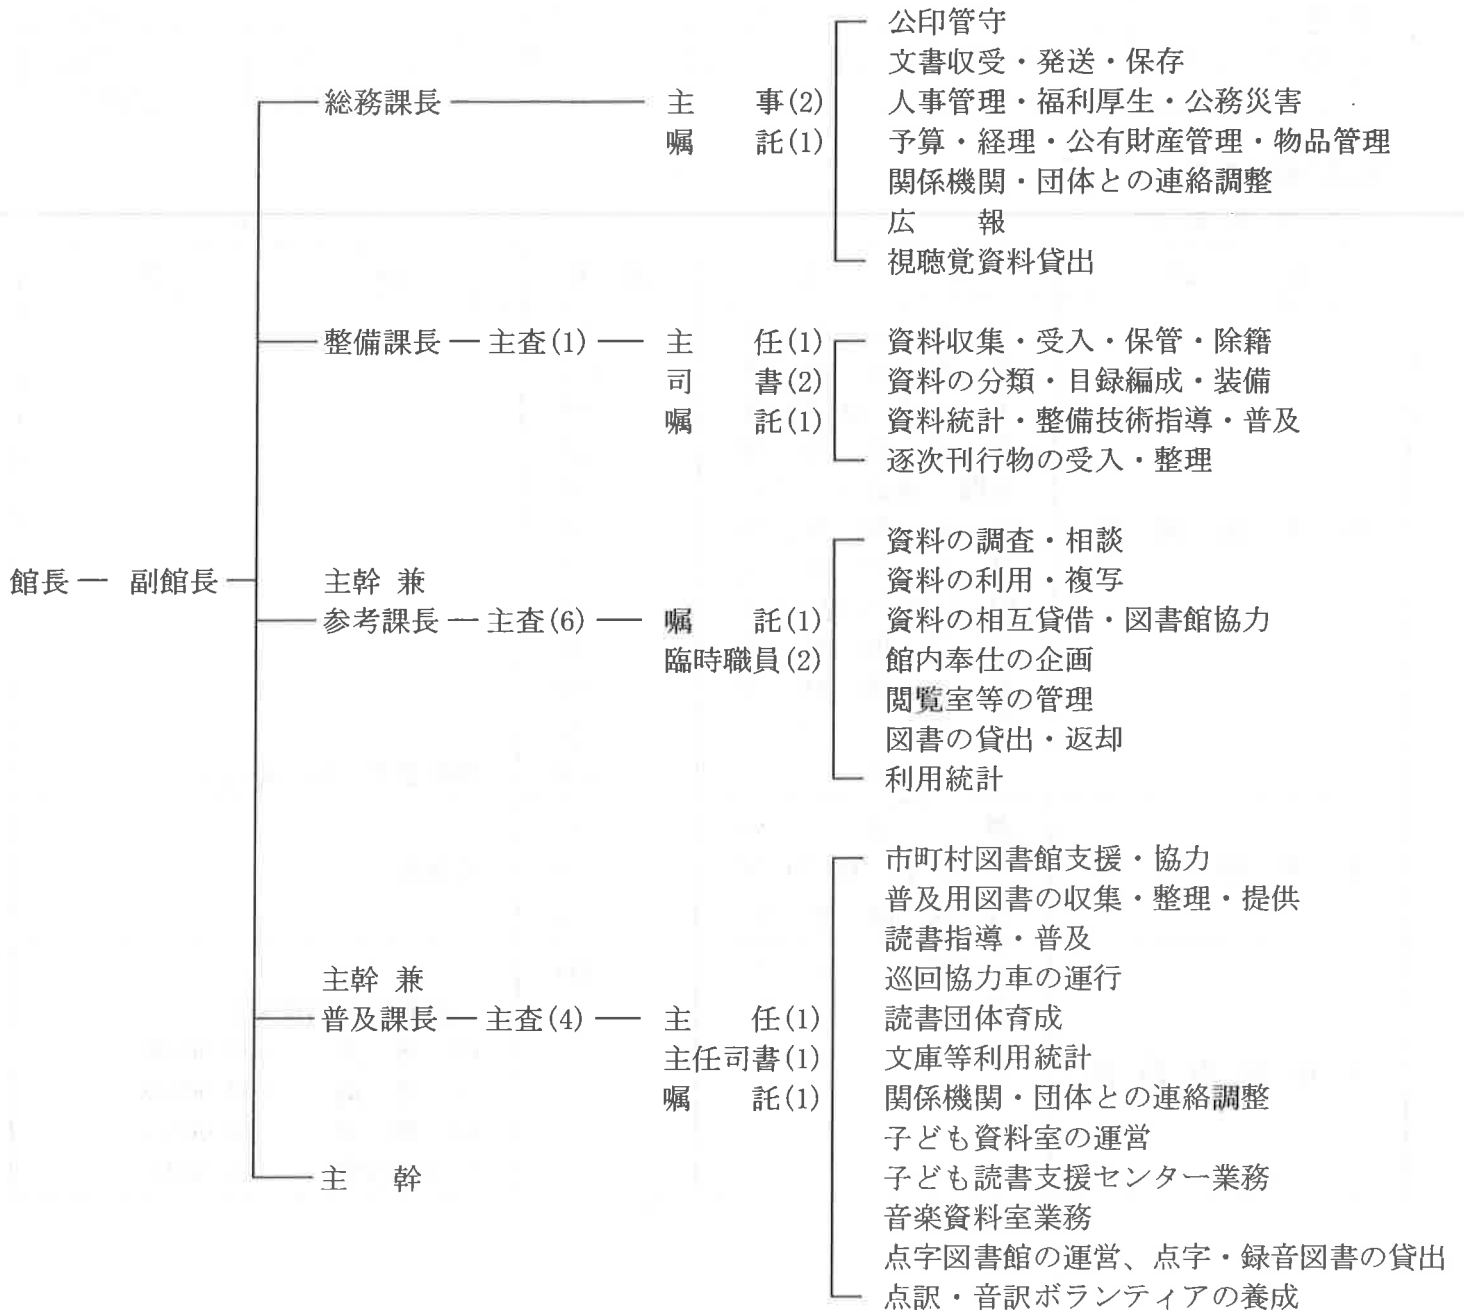 館長 ― 副館長
総務課長
主　　事(2)
嘱　　託(1)
公印管守
文書収受・発送・保存
人事管理・福利厚生・公務災害
予算・経理・公有財産管理・物品管理
関係機関・団体との連絡調整
広　　報
視聴覚資料貸出
整備課長 ― 主査(1) ― 主　　任(1)
司　　書(2)
嘱　　託(1)
資料収集・受入・保管・除籍
資料の分類・目録編成・装備
資料統計・整備技術指導・普及
逐次刊行物の受入・整理
主幹 兼
参考課長 ― 主査(6) ― 嘱　　託(1)
臨時職員(2)
資料の調査・相談
資料の利用・複写
資料の相互貸借・図書館協力
館内奉仕の企画
閲覧室等の管理
図書の貸出・返却
利用統計
主幹 兼
普及課長 ― 主査(4) ― 主　　任(1)
主任司書(1)
嘱　　託(1)
市町村図書館支援・協力
普及用図書の収集・整理・提供
読書指導・普及
巡回協力車の運行
読書団体育成
文庫等利用統計
関係機関・団体との連絡調整
子ども資料室の運営
子ども読書支援センター業務
音楽資料室業務
点字図書館の運営、点字・録音図書の貸出
点訳・音訳ボランティアの養成
主　　幹